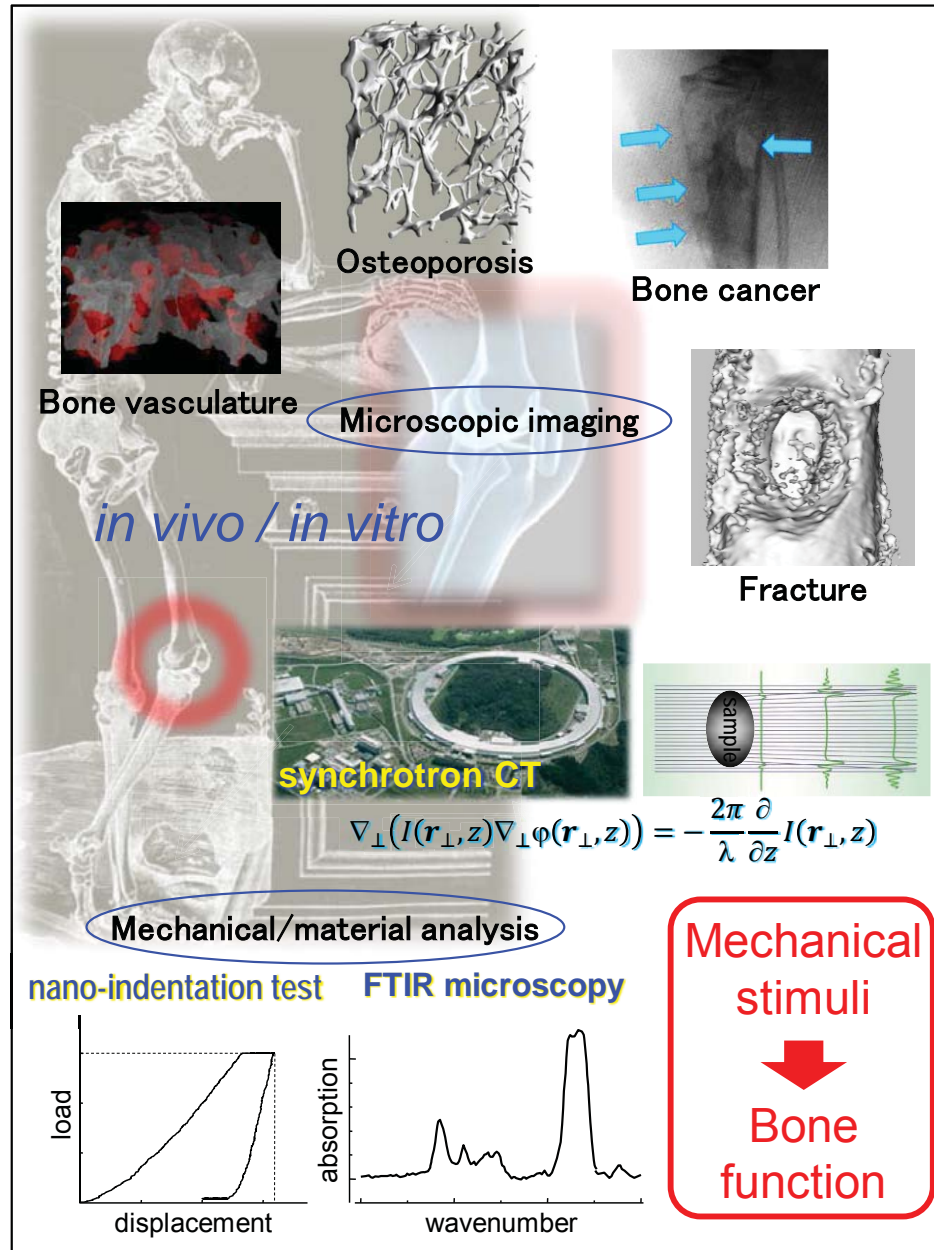 Osteoporosis
Bone cancer
Bone vasculature
Microscopic imaging
in vivo / in vitro
Fracture
sample
synchrotron CT
∇⊥(I(r⊥,z)∇⊥φ(r⊥,z)) = − 2π/λ ∂/∂z I(r⊥,z)
Mechanical/material analysis
nano-indentation test
FTIR microscopy
load
displacement
absorption
wavenumber
Mechanical
stimuli
Bone
function